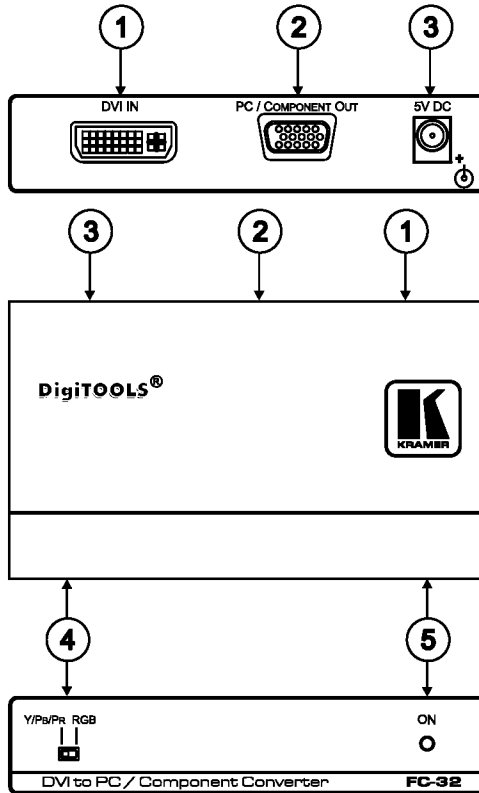 1 2 3
DVI IN PC / COMPONENT OUT 5V DC
+
3 2 1
DigiTOOLS®
K
KRAMER
4 5
Y/PB/PR RGB ON
DVI to PC / Component Converter FC-32